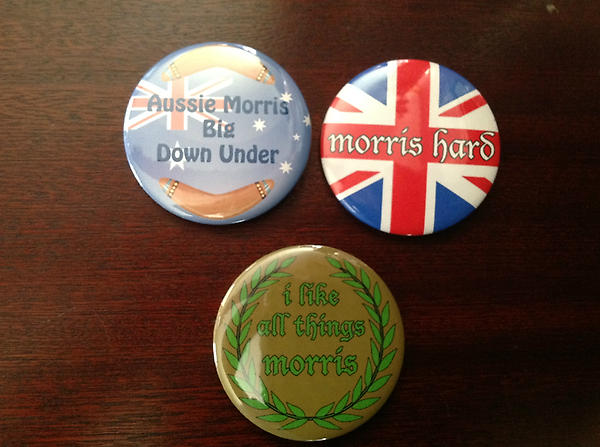 Aussie Morris
Big
Down Under
morris hard
i like
all things
morris